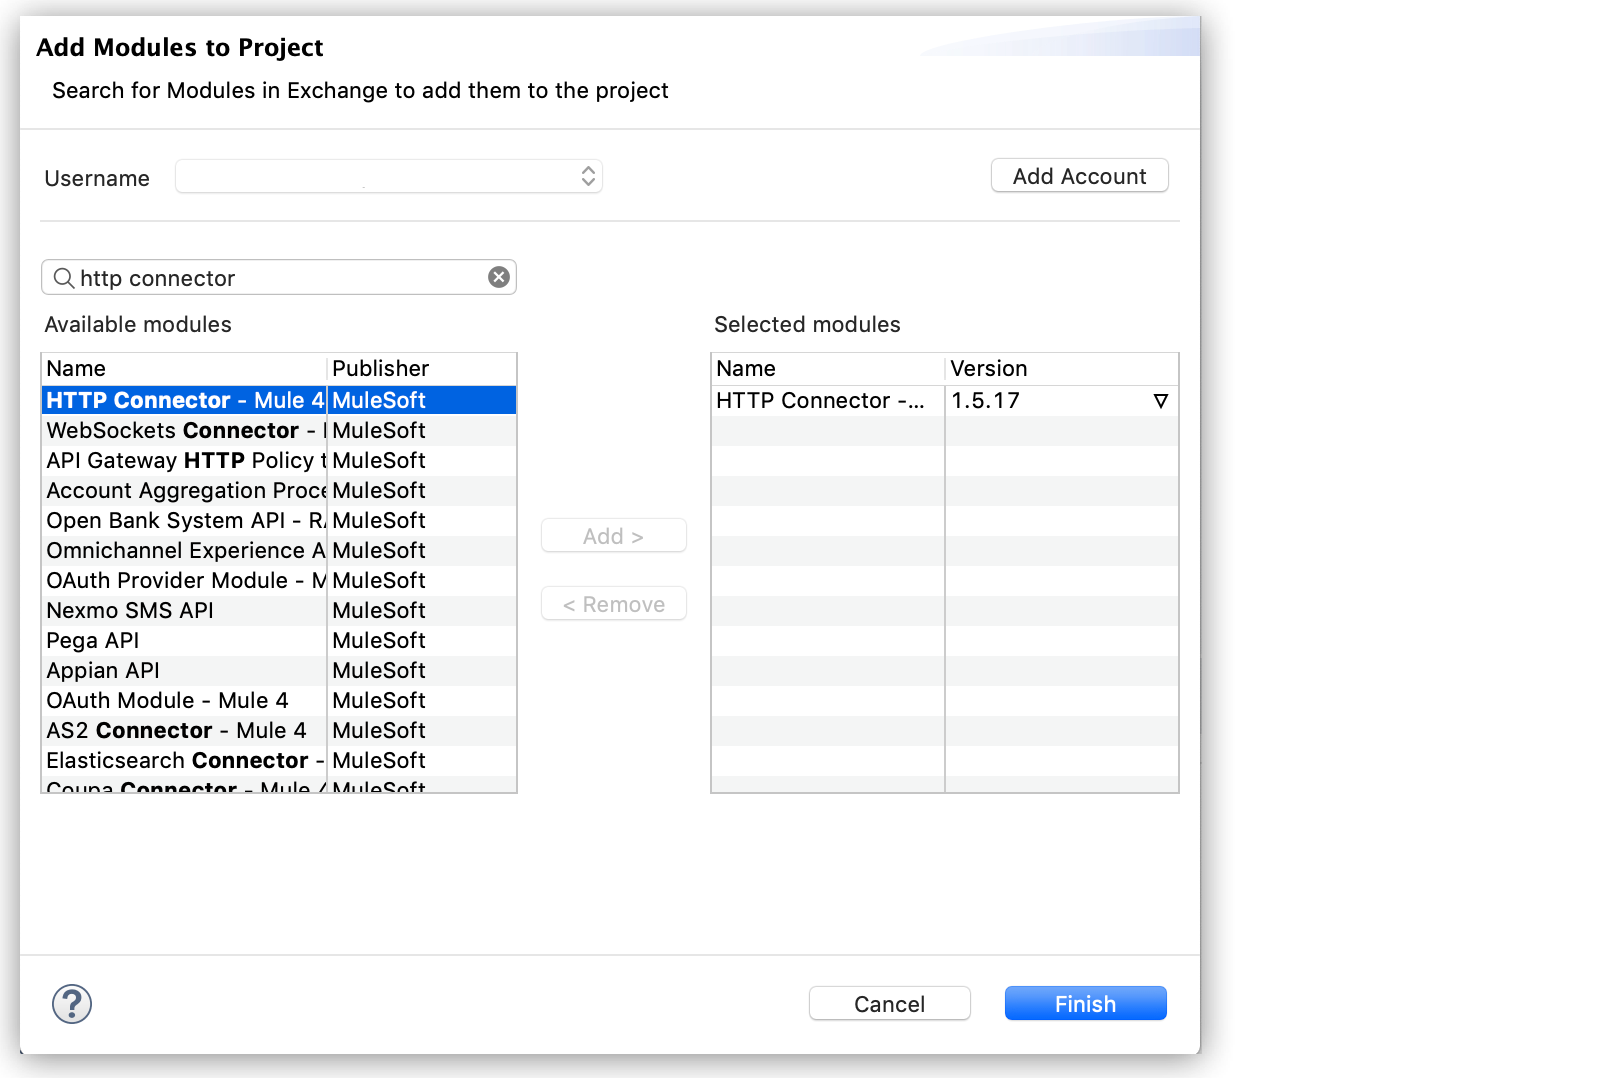 Add Modules to Project
Search for Modules in Exchange to add them to the project
Username
Add Account
http connector
Available modules
Selected modules
Name Publisher
Name Version
HTTP Connector - Mule 4 MuleSoft
HTTP Connector -... 1.5.17
WebSockets Connector - MuleSoft
API Gateway HTTP Policy MuleSoft
Account Aggregation MuleSoft
Open Bank System API - MuleSoft
Omnichannel Experience MuleSoft
OAuth Provider Module - MuleSoft
Nexmo SMS API MuleSoft
Pega API MuleSoft
Appian API MuleSoft
OAuth Module - Mule 4 MuleSoft
AS2 Connector - Mule 4 MuleSoft
Elasticsearch Connector - MuleSoft
Coupa Connector - Mule MuleSoft
Add >
< Remove
?
Cancel
Finish